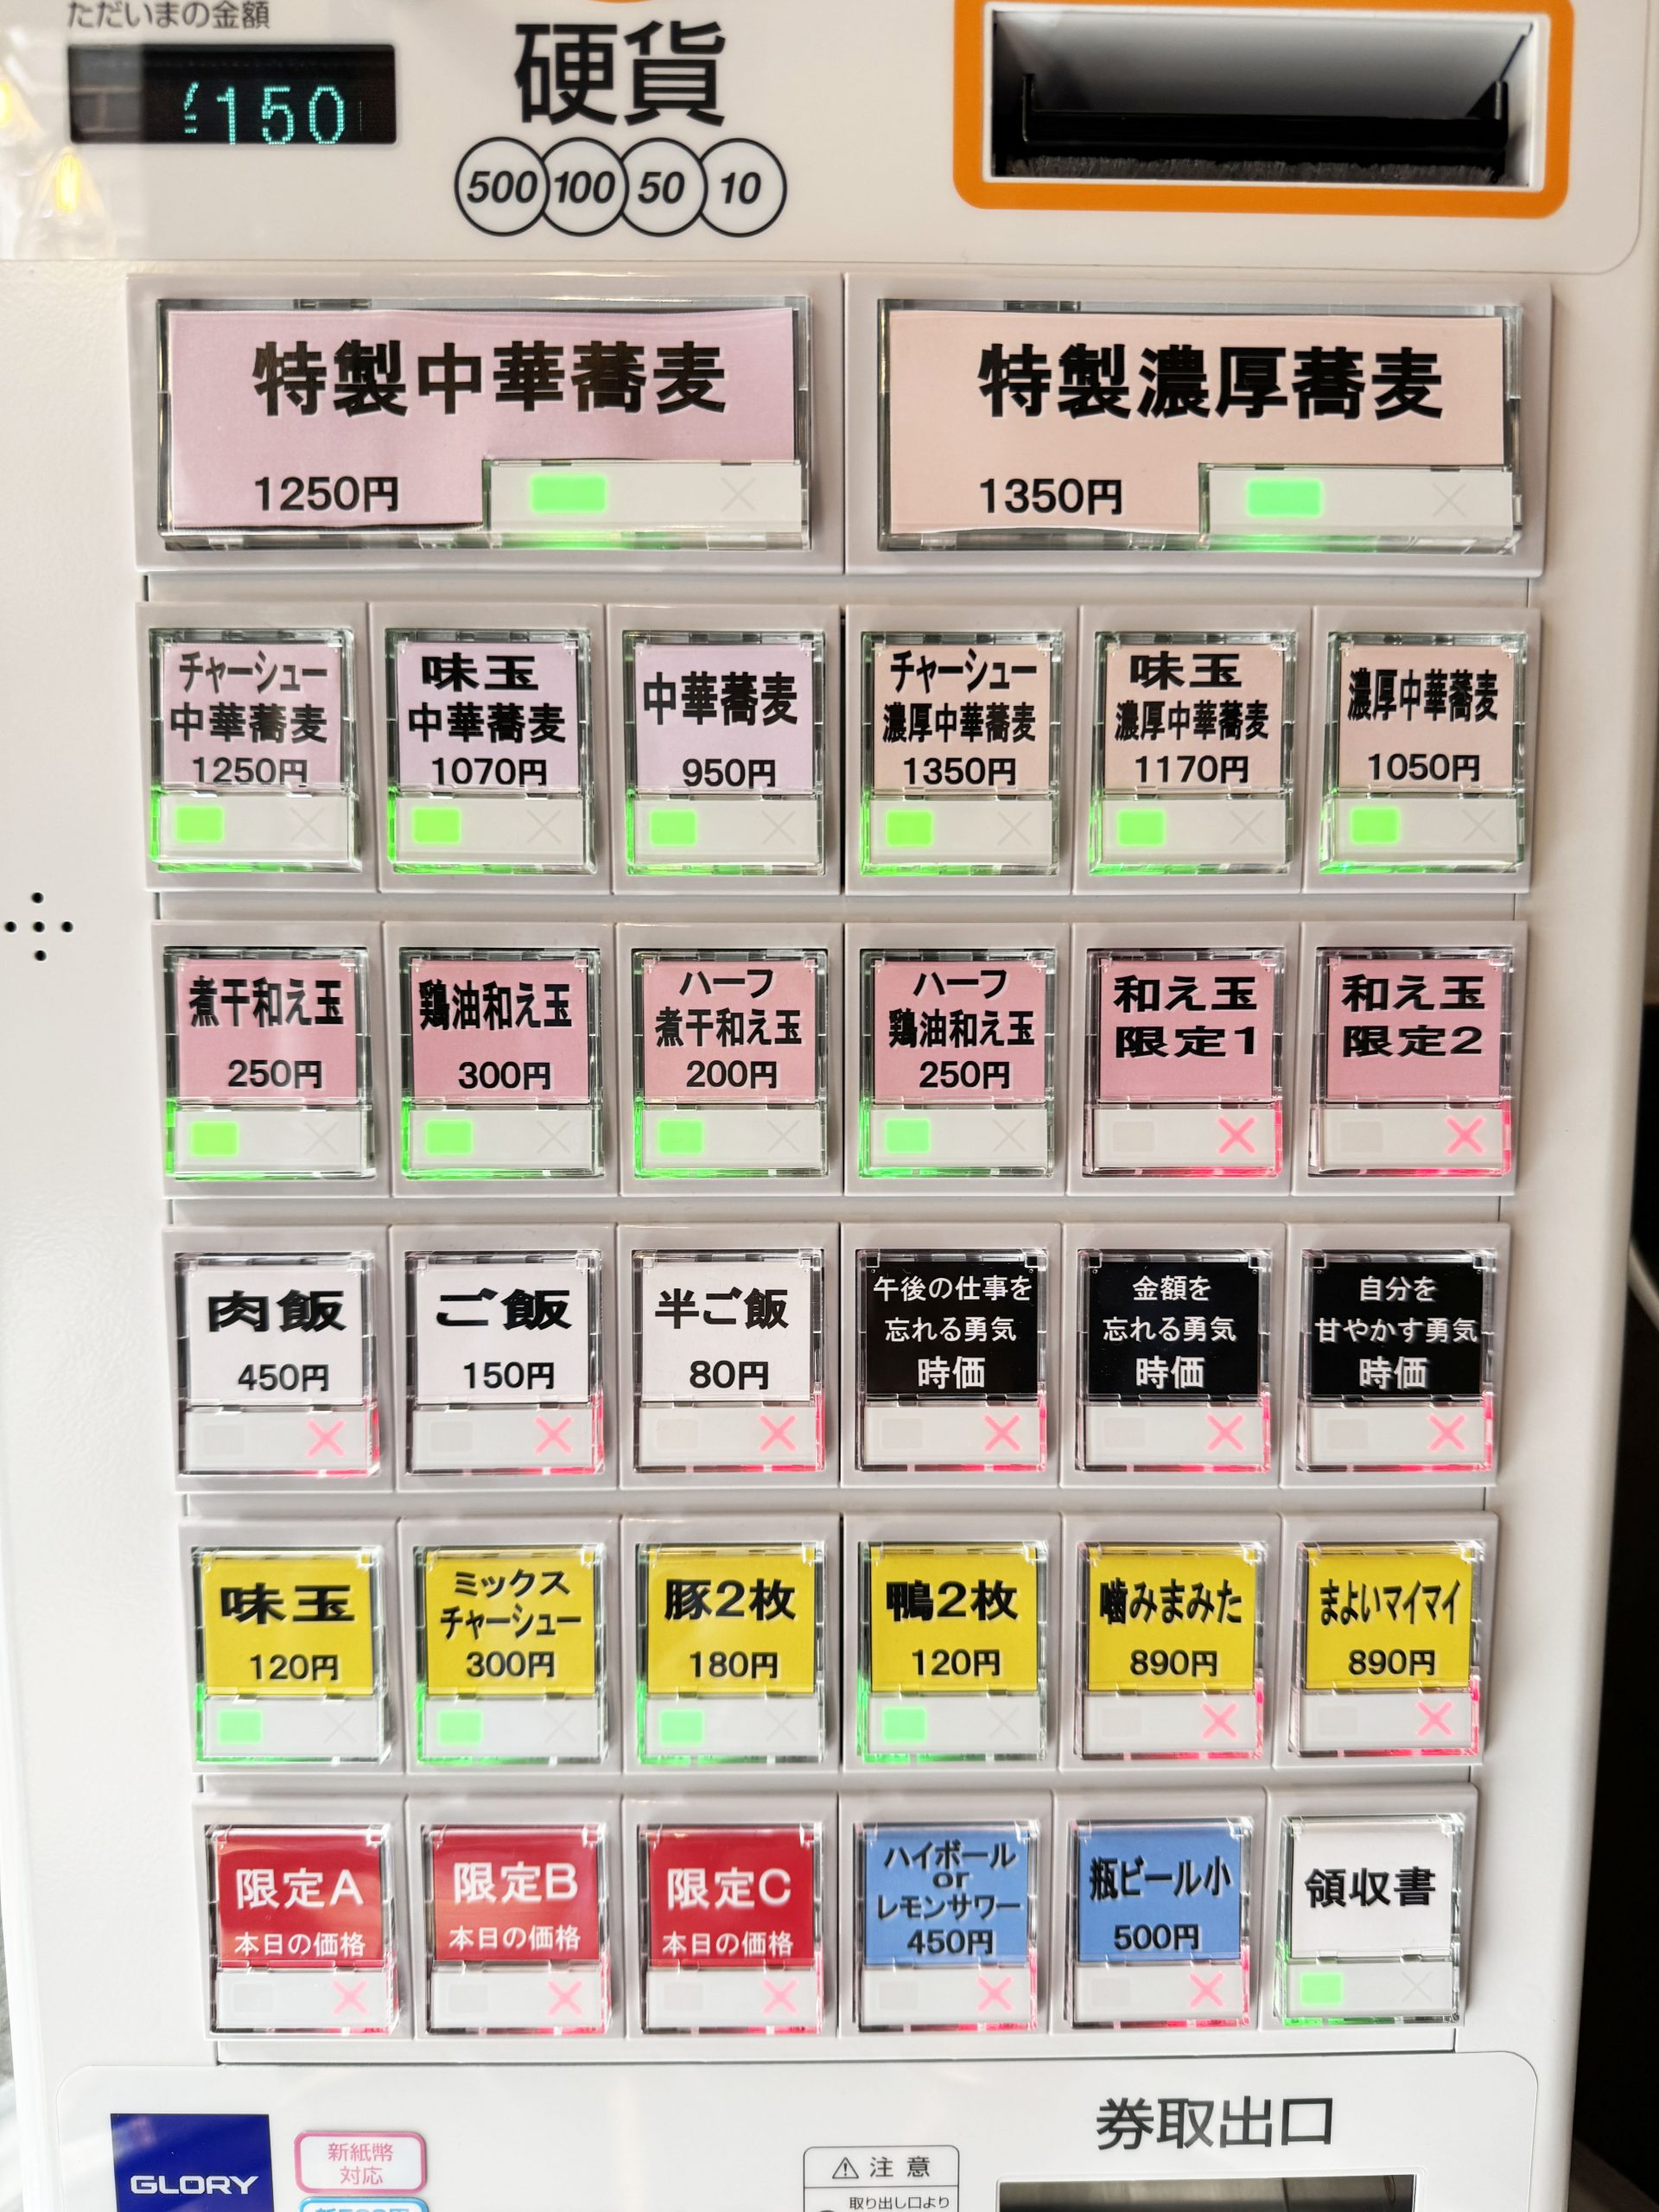 ただいまの金額
¥150
硬貨
500 100 50 10
特製中華蕎麦
1250円
特製濃厚蕎麦
1350円
チャーシュー
中華蕎麦
1250円
味玉
中華蕎麦
1070円
中華蕎麦
950円
チャーシュー
濃厚中華蕎麦
1350円
味玉
濃厚中華蕎麦
1170円
濃厚中華蕎麦
1050円
煮干和え玉
250円
鶏油和え玉
300円
ハーフ
煮干和え玉
200円
ハーフ
鶏油和え玉
250円
和え玉
限定1
和え玉
限定2
肉飯
450円
ご飯
150円
半ご飯
80円
午後の仕事を
忘れる勇気
時価
金額を
忘れる勇気
時価
自分を
甘やかす勇気
時価
味玉
120円
ミックス
チャーシュー
300円
豚2枚
180円
鴨2枚
120円
噛みまみた
890円
まよいマイマイ
890円
限定A
本日の価格
限定B
本日の価格
限定C
本日の価格
ハイボール
or
レモンサワー
450円
瓶ビール小
500円
領収書
券取出口
GLORY
新紙幣
対応
注意
取り出し口より